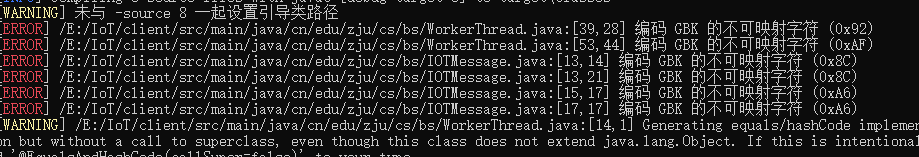 [WARNING] 未与 -source 8 一起设置引导类路径
[ERROR] /E:/IoT/client/src/main/java/cn/edu/zju/cs/bs/WorkerThread.java:[39,28] 编码 GBK 的不可映射字符 (0x92)
[ERROR] /E:/IoT/client/src/main/java/cn/edu/zju/cs/bs/WorkerThread.java:[53,44] 编码 GBK 的不可映射字符 (0xAF)
[ERROR] /E:/IoT/client/src/main/java/cn/edu/zju/cs/bs/IOTMessage.java:[13,14] 编码 GBK 的不可映射字符 (0x8C)
[ERROR] /E:/IoT/client/src/main/java/cn/edu/zju/cs/bs/IOTMessage.java:[13,21] 编码 GBK 的不可映射字符 (0x8C)
[ERROR] /E:/IoT/client/src/main/java/cn/edu/zju/cs/bs/IOTMessage.java:[15,17] 编码 GBK 的不可映射字符 (0xA6)
[ERROR] /E:/IoT/client/src/main/java/cn/edu/zju/cs/bs/IOTMessage.java:[17,17] 编码 GBK 的不可映射字符 (0xA6)
[WARNING] /E:/IoT/client/src/main/java/cn/edu/zju/cs/bs/WorkerThread.java:[14,1] Generating equals/hashCode implemen
on but without a call to superclass, even though this class does not extend java.lang.Object. If this is intentiona